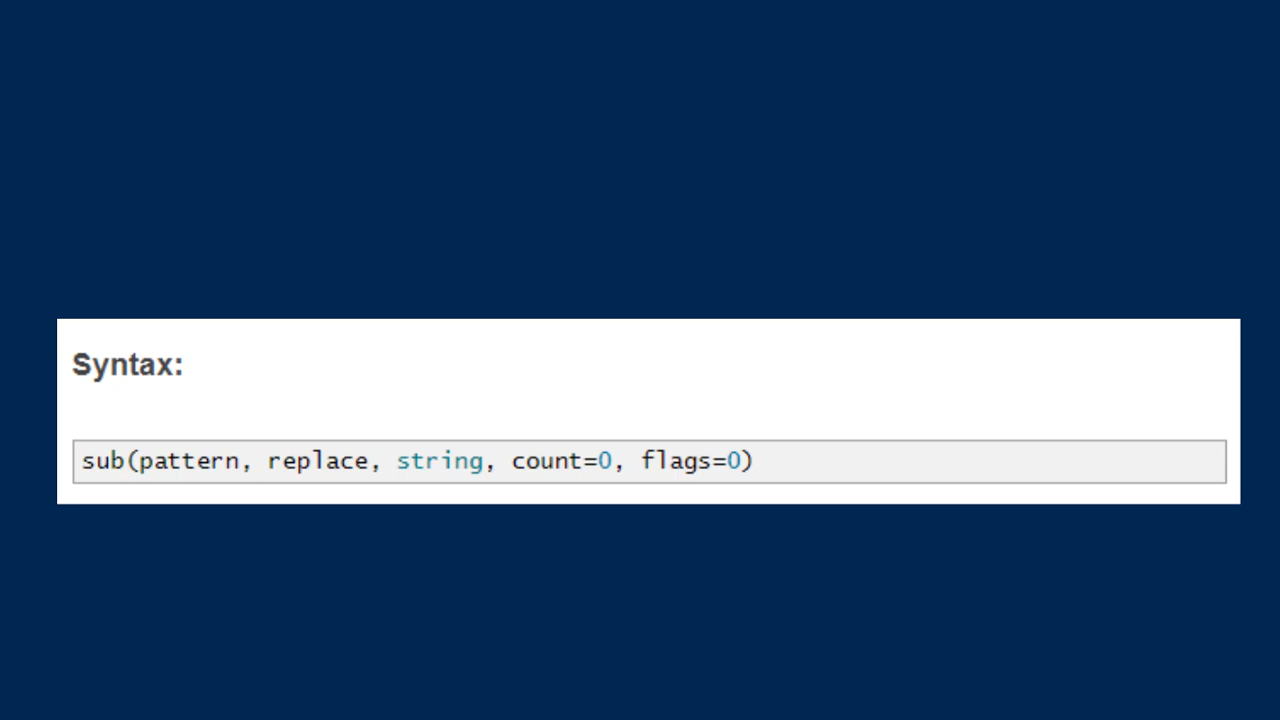 Syntax:
sub(pattern, replace, string, count=0, flags=0)